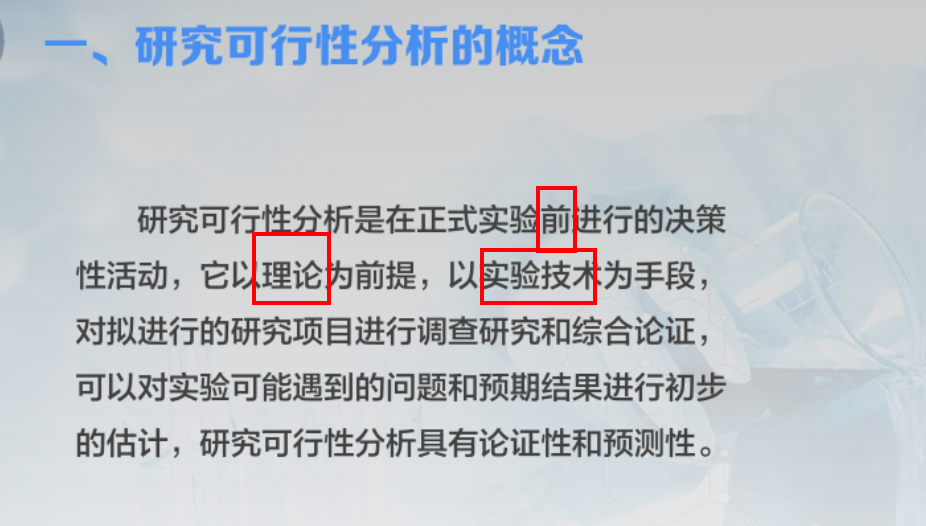 一、研究可行性分析的概念
研究可行性分析是在正式实验前进行的决策
性活动，它以理论为前提，以实验技术为手段，
对拟进行的研究项目进行调查研究和综合论证，
可以对实验可能遇到的问题和预期结果进行初步
的估计，研究可行性分析具有论证性和预测性。